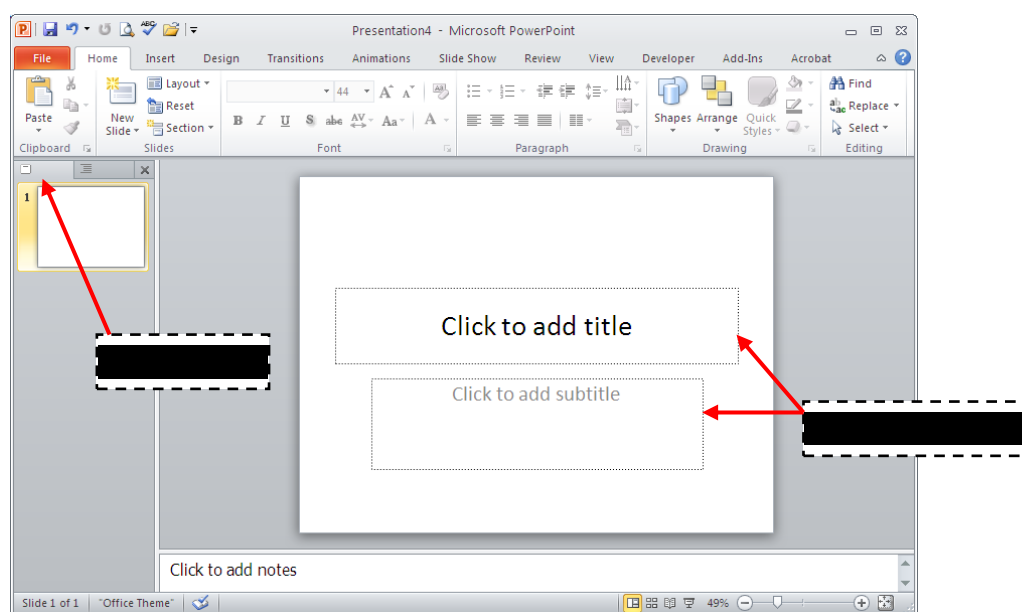 Presentation4 - Microsoft PowerPoint
File Home Insert Design Transitions Animations Slide Show Review View Developer Add-Ins Acrobat
Paste
New Slide
Layout
Reset
Section
44
B I U S abc AV Aa A
Shapes Arrange Quick Styles
Find
Replace
Select
Clipboard Slides Font Paragraph Drawing Editing
1
Click to add title
Click to add subtitle
Click to add notes
Slide 1 of 1 "Office Theme" 49%